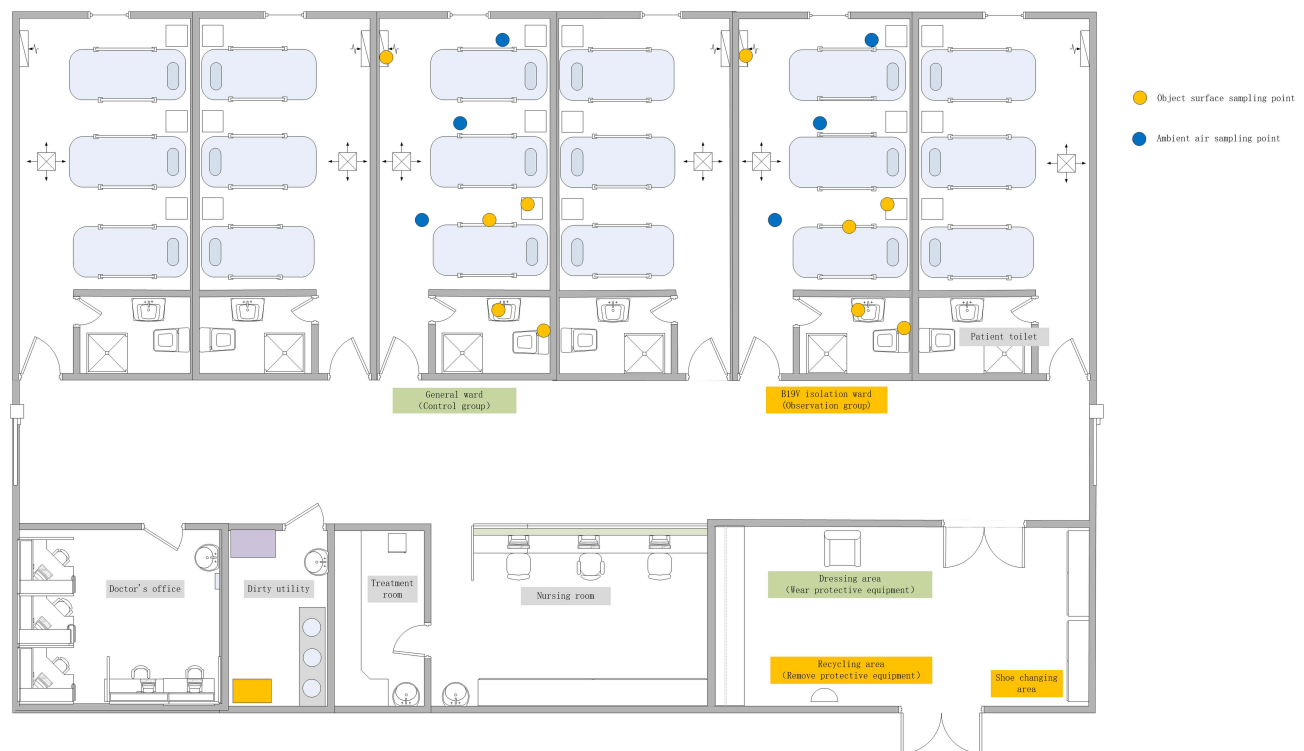 Object surface sampling point
Ambient air sampling point
Patient toilet
General ward
（Control group）
B19V isolation ward
(Observation group)
Doctor's office
Dirty utility
Treatment
room
Nursing room
Dressing area
（Wear protective equipment）
Recycling area
（Remove protective equipment）
Shoe changing
area